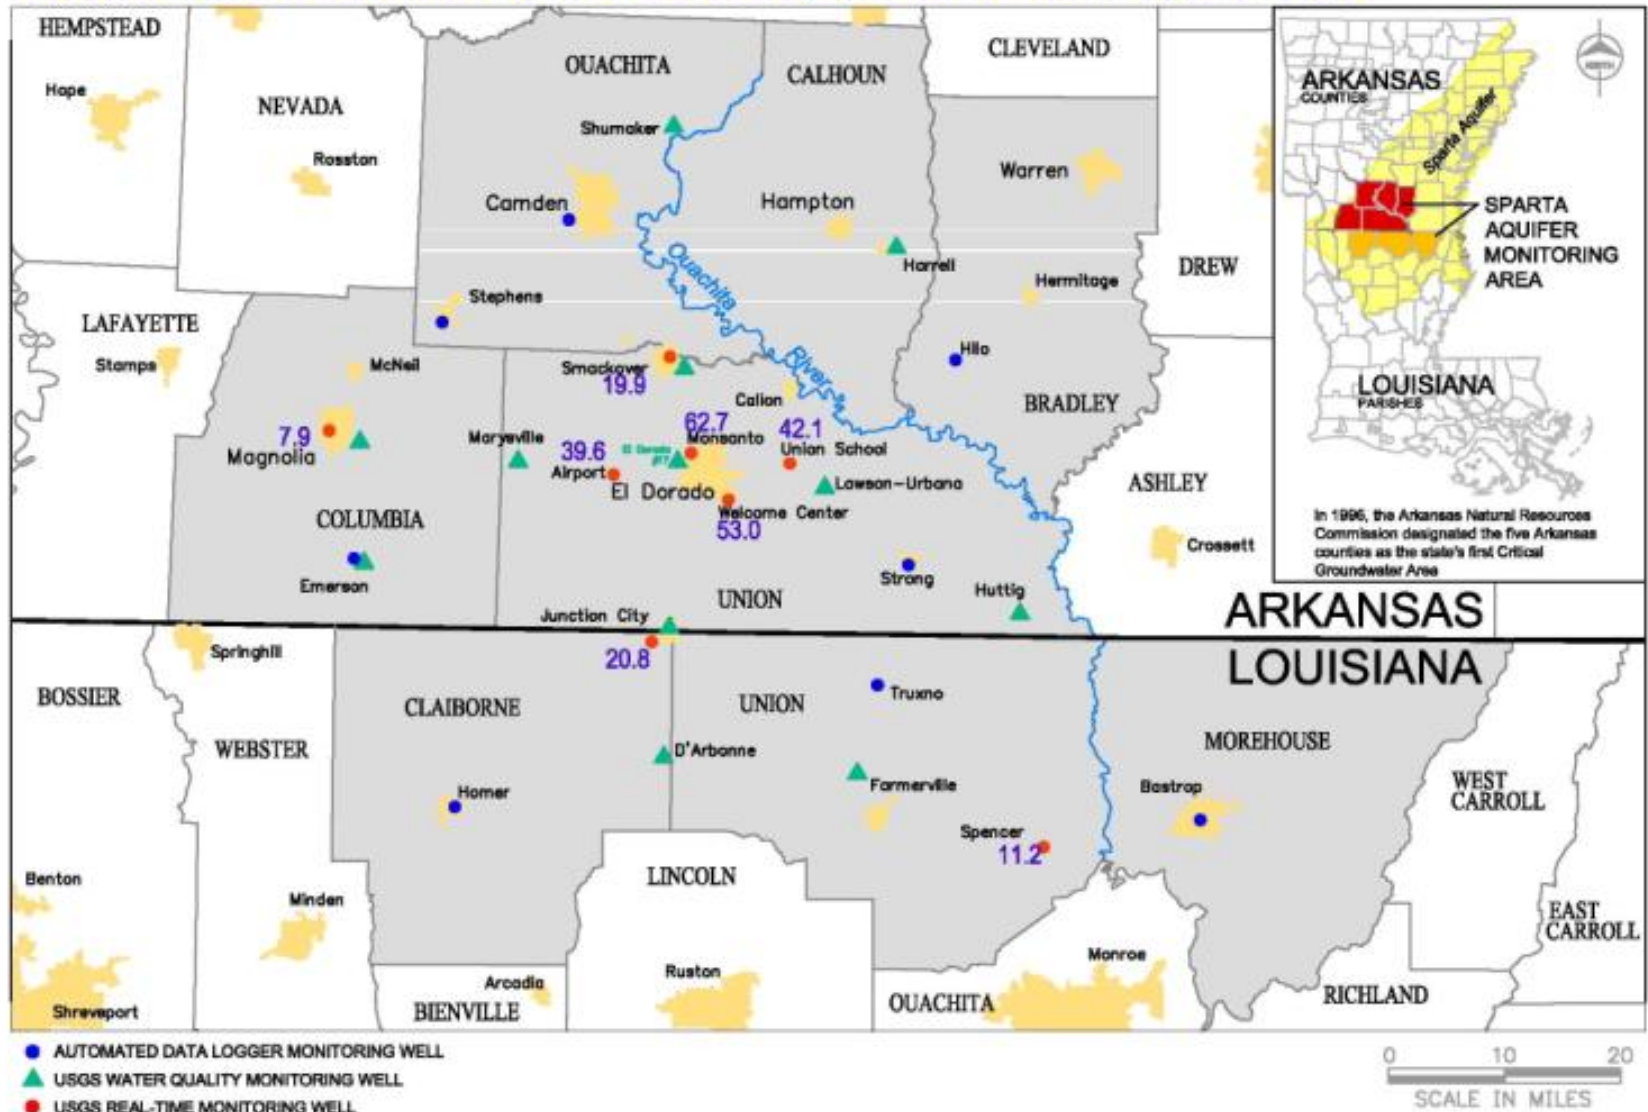 HEMPSTEAD
Hope
NEVADA
Rosston
OUACHITA
Shumaker
Camden
Stephens
CALHOUN
Hampton
Harrell
CLEVELAND
Warren
Hermitage
DREW
LAFAYETTE
Stamps
McNeil
7.9
Magnolia
COLUMBIA
Emerson
Ouachita
River
Smackover
19.9
Calion
Hilo
BRADLEY
Marysville
39.6
Airport
62.7
Monsanto
El Dorado
#17
El Dorado
42.1
Union School
Lawson-Urbana
Welcome Center
53.0
Strong
Huttig
UNION
Junction City
20.8
ASHLEY
Crossett
ARKANSAS
LOUISIANA
Springhill
BOSSIER
WEBSTER
CLAIBORNE
UNION
Truxno
D'Arbonne
Homer
Farmerville
Spencer
11.2
MOREHOUSE
Bastrop
WEST
CARROLL
EAST
CARROLL
Benton
Minden
Shreveport
LINCOLN
Arcadia
BIENVILLE
Ruston
OUACHITA
Monroe
RICHLAND
NORTH
ARKANSAS
COUNTIES
Sparta Aquifer
SPARTA
AQUIFER
MONITORING
AREA
LOUISIANA
PARISHES
In 1996, the Arkansas Natural Resources
Commission designated the five Arkansas
counties as the state's first Critical
Groundwater Area
AUTOMATED DATA LOGGER MONITORING WELL
USGS WATER QUALITY MONITORING WELL
USGS REAL-TIME MONITORING WELL
0 10 20
SCALE IN MILES